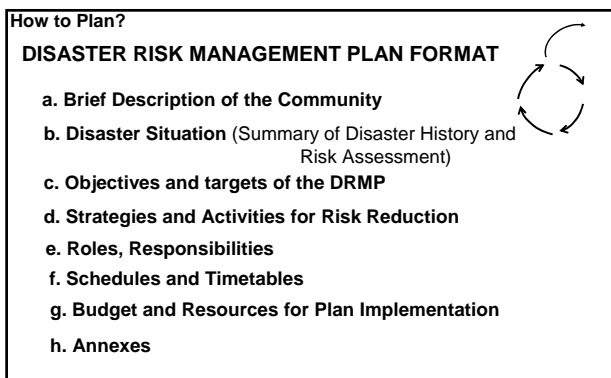 How to Plan?
DISASTER RISK MANAGEMENT PLAN FORMAT
a. Brief Description of the Community
b. Disaster Situation (Summary of Disaster History and
Risk Assessment)
c. Objectives and targets of the DRMP
d. Strategies and Activities for Risk Reduction
e. Roles, Responsibilities
f. Schedules and Timetables
g. Budget and Resources for Plan Implementation
h. Annexes